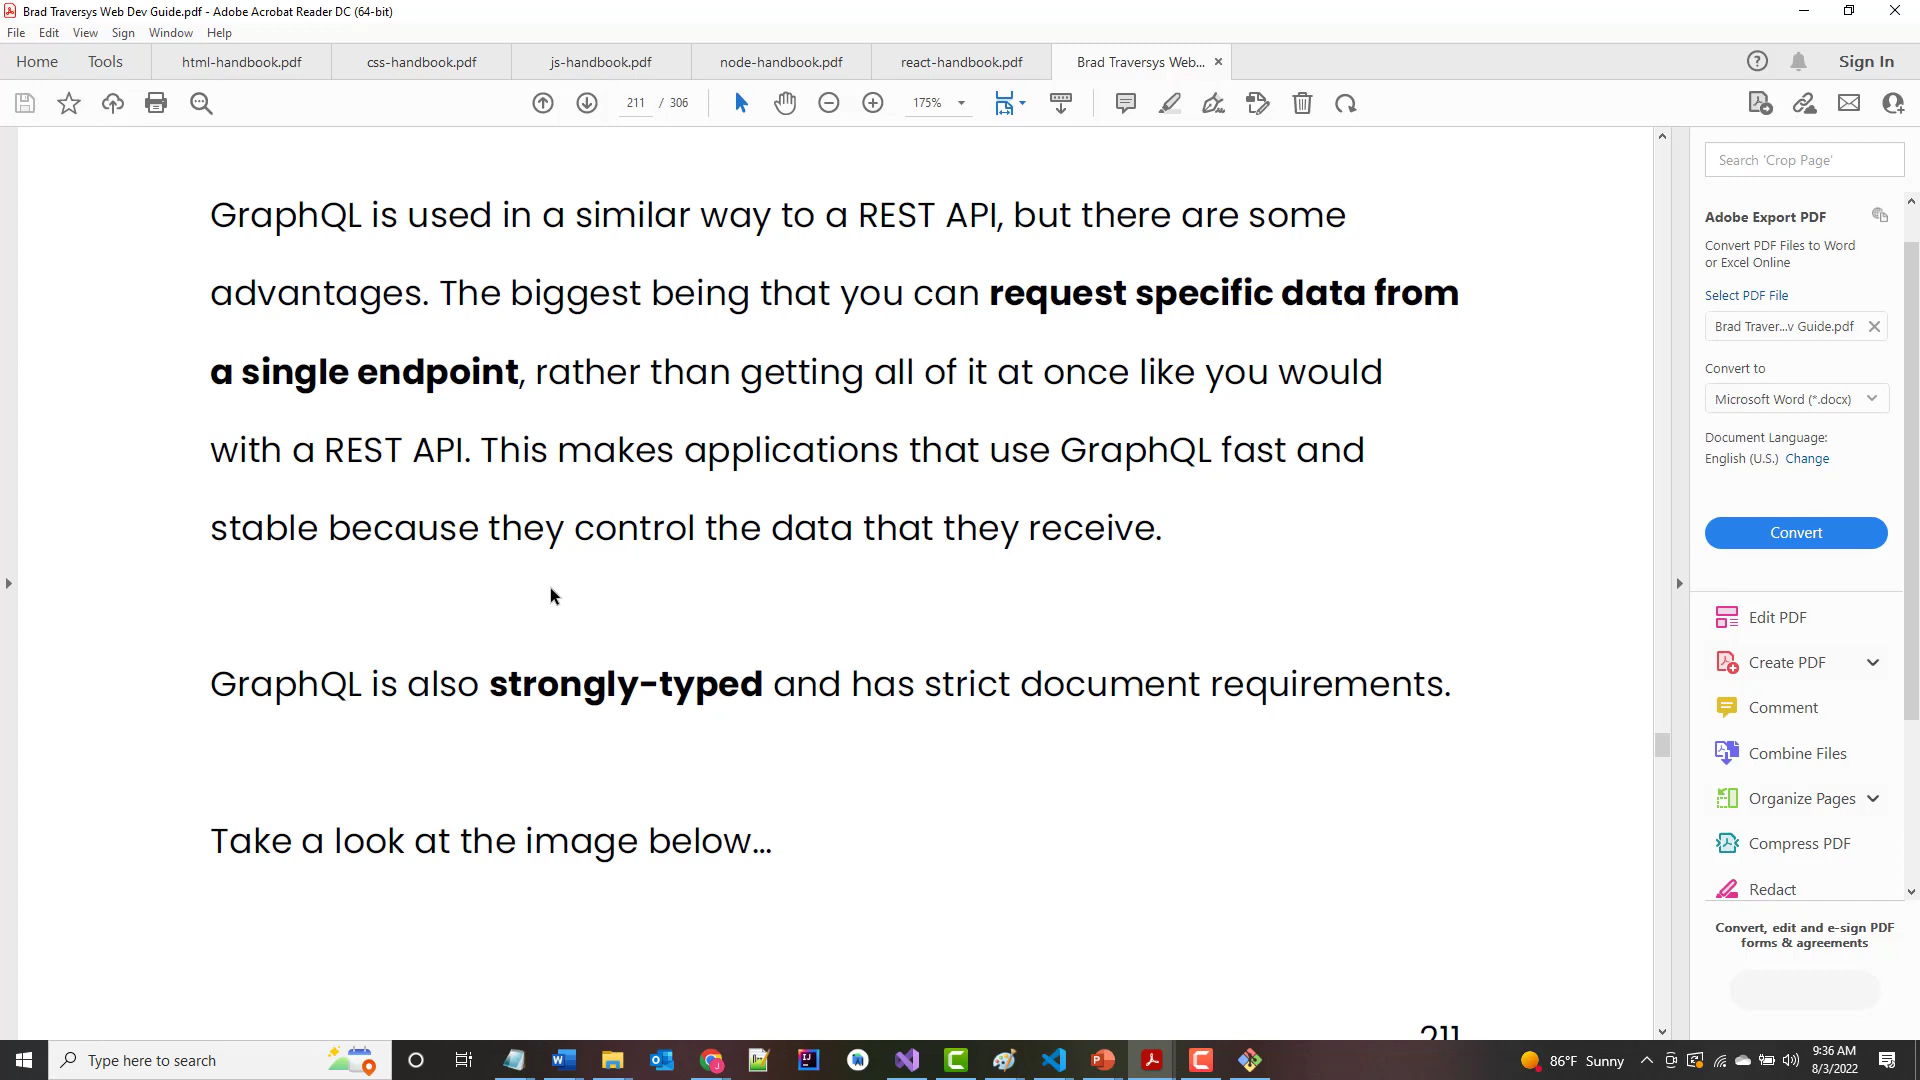 Brad Traversys Web Dev Guide.pdf - Adobe Acrobat Reader DC (64-bit)
File Edit View Sign Window Help
Home Tools html-handbook.pdf css-handbook.pdf js-handbook.pdf node-handbook.pdf react-handbook.pdf Brad Traversys Web... Sign In
211 / 306 175%
GraphQL is used in a similar way to a REST API, but there are some
advantages. The biggest being that you can request specific data from
a single endpoint, rather than getting all of it at once like you would
with a REST API. This makes applications that use GraphQL fast and
stable because they control the data that they receive.
GraphQL is also strongly-typed and has strict document requirements.
Take a look at the image below...
211
Search 'Crop Page'
Adobe Export PDF
Convert PDF Files to Word
or Excel Online
Select PDF File
Brad Traver...v Guide.pdf
Convert to
Microsoft Word (*.docx)
Document Language:
English (U.S.) Change
Convert
Edit PDF
Create PDF
Comment
Combine Files
Organize Pages
Compress PDF
Redact
Convert, edit and e-sign PDF
forms & agreements
Type here to search
86°F Sunny
9:36 AM
8/3/2022